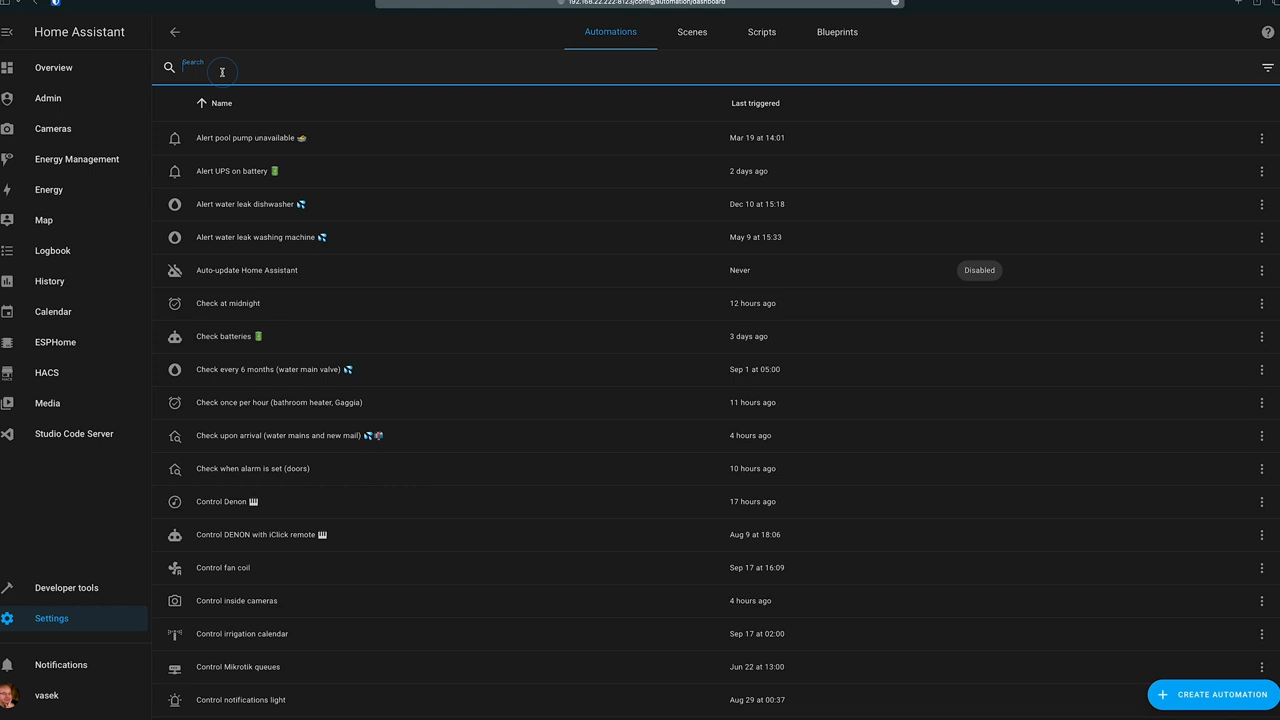 192.168.22.222:8123/config/automation/dashboard
Home Assistant
Automations
Scenes
Scripts
Blueprints
Overview
Admin
Cameras
Energy Management
Energy
Map
Logbook
History
Calendar
ESPHome
HACS
Media
Studio Code Server
Developer tools
Settings
Notifications
vasek
Search
Name
Last triggered
Alert pool pump unavailable
Mar 19 at 14:01
Alert UPS on battery 🔋
2 days ago
Alert water leak dishwasher 💦
Dec 10 at 15:18
Alert water leak washing machine 💦
May 9 at 15:33
Auto-update Home Assistant
Never
Disabled
Check at midnight
12 hours ago
Check batteries 🔋
3 days ago
Check every 6 months (water main valve) 💦
Sep 1 at 05:00
Check once per hour (bathroom heater, Gaggia)
11 hours ago
Check upon arrival (water mains and new mail) 💦📬
4 hours ago
Check when alarm is set (doors)
10 hours ago
Control Denon 🎹
17 hours ago
Control DENON with iClick remote 🎹
Aug 9 at 18:06
Control fan coil
Sep 17 at 16:09
Control inside cameras
4 hours ago
Control irrigation calendar
Sep 17 at 02:00
Control Mikrotik queues
Jun 22 at 13:00
Control notifications light
Aug 29 at 00:37
CREATE AUTOMATION